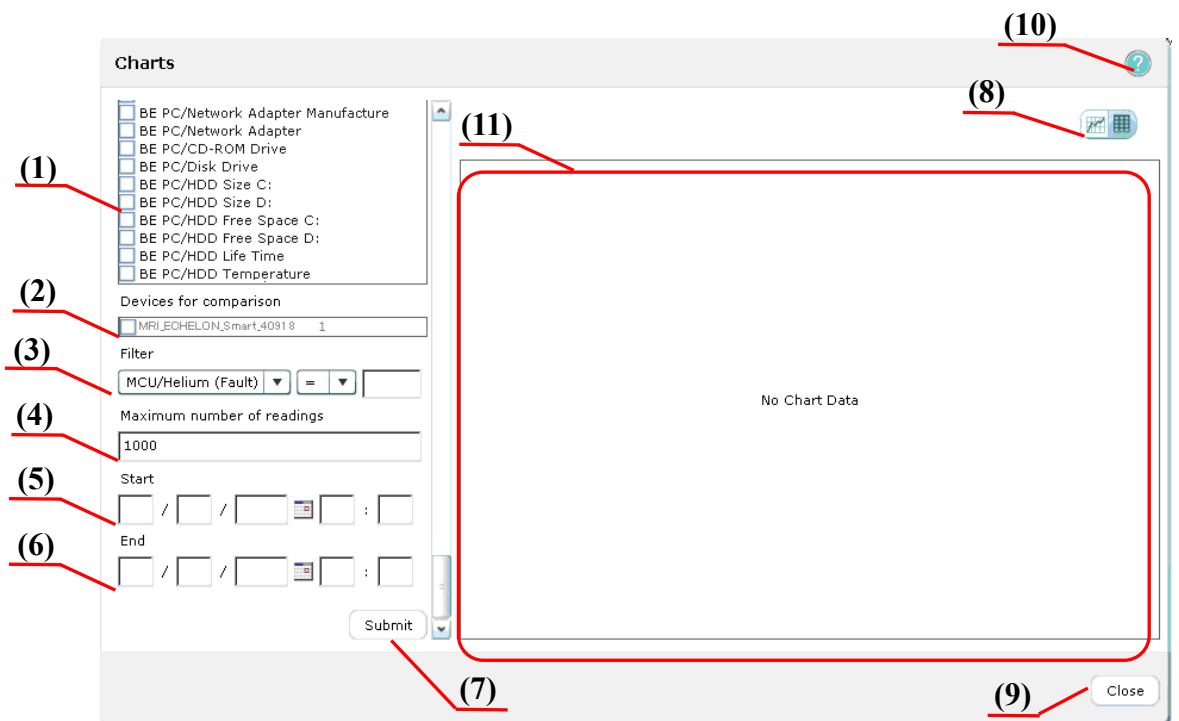 (10)
Charts
?
(8)
BE PC/Network Adapter Manufacture
BE PC/Network Adapter
(11)
BE PC/CD-ROM Drive
(1)
BE PC/Disk Drive
BE PC/HDD Size C:
BE PC/HDD Size D:
BE PC/HDD Free Space C:
BE PC/HDD Free Space D:
BE PC/HDD Life Time
BE PC/HDD Temperature
(2)
Devices for comparison
MRI_ECHELON_Smart_40918 1
(3)
Filter
MCU/Helium (Fault) =
No Chart Data
(4)
Maximum number of readings
1000
(5)
Start
/ / :
(6)
End
/ / :
Submit
(7)
(9)
Close